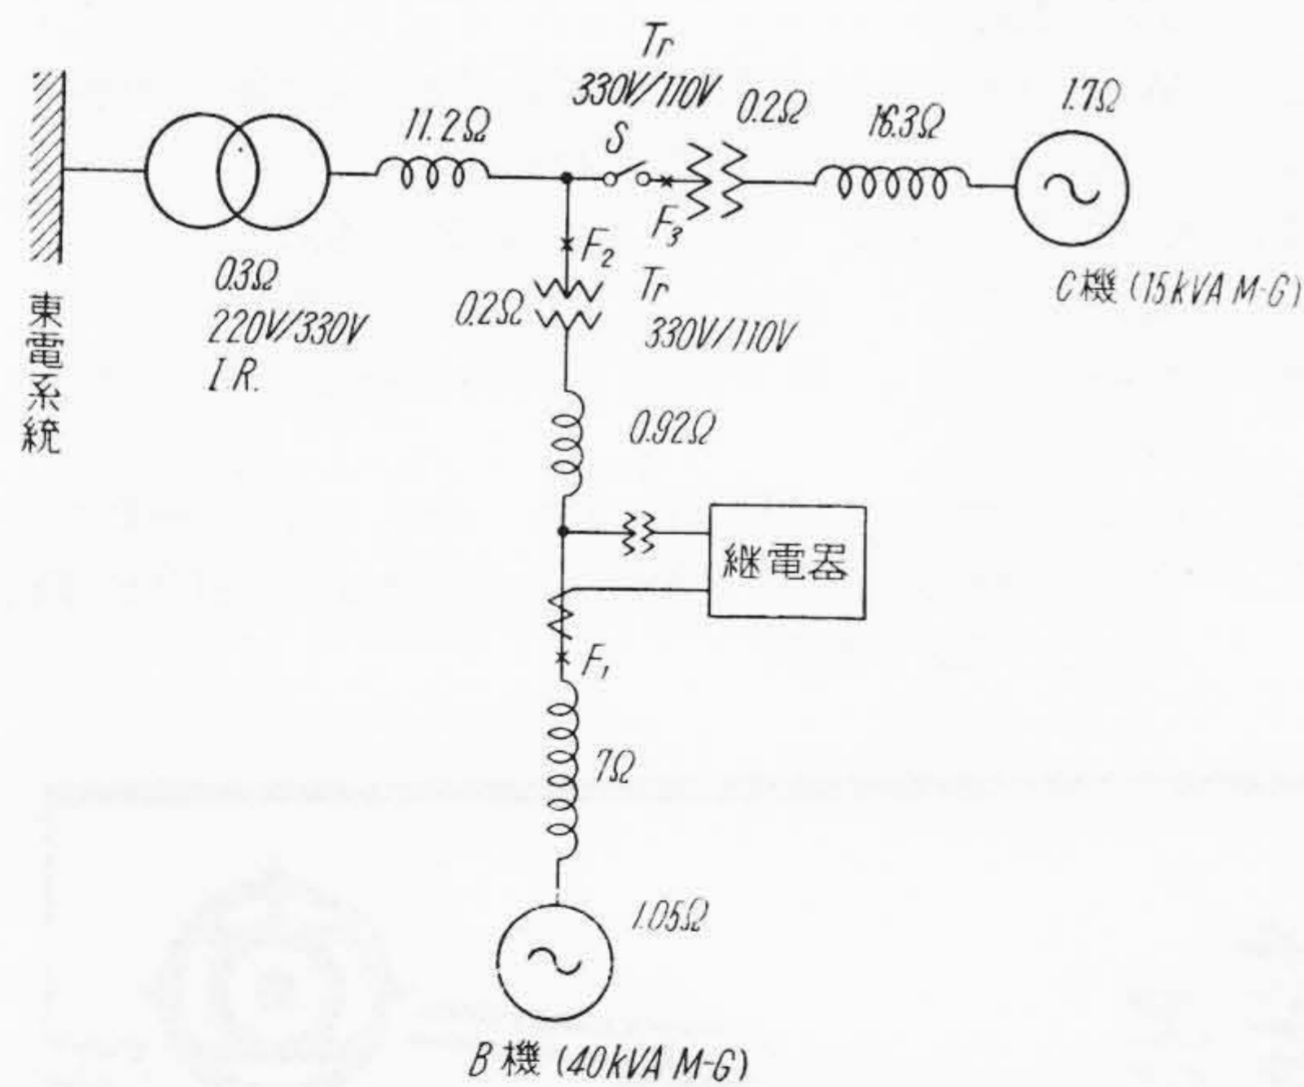 Tr
330V/110V
0.2Ω
16.3Ω
1.7Ω
11.2Ω
S
F₃
C機 (15kVA M-G)
0.3Ω
220V/330V
I.R.
東電系統
F₂
0.2Ω
Tr
330V/110V
0.92Ω
継電器
F₁
7Ω
1.05Ω
B機 (40kVA M-G)